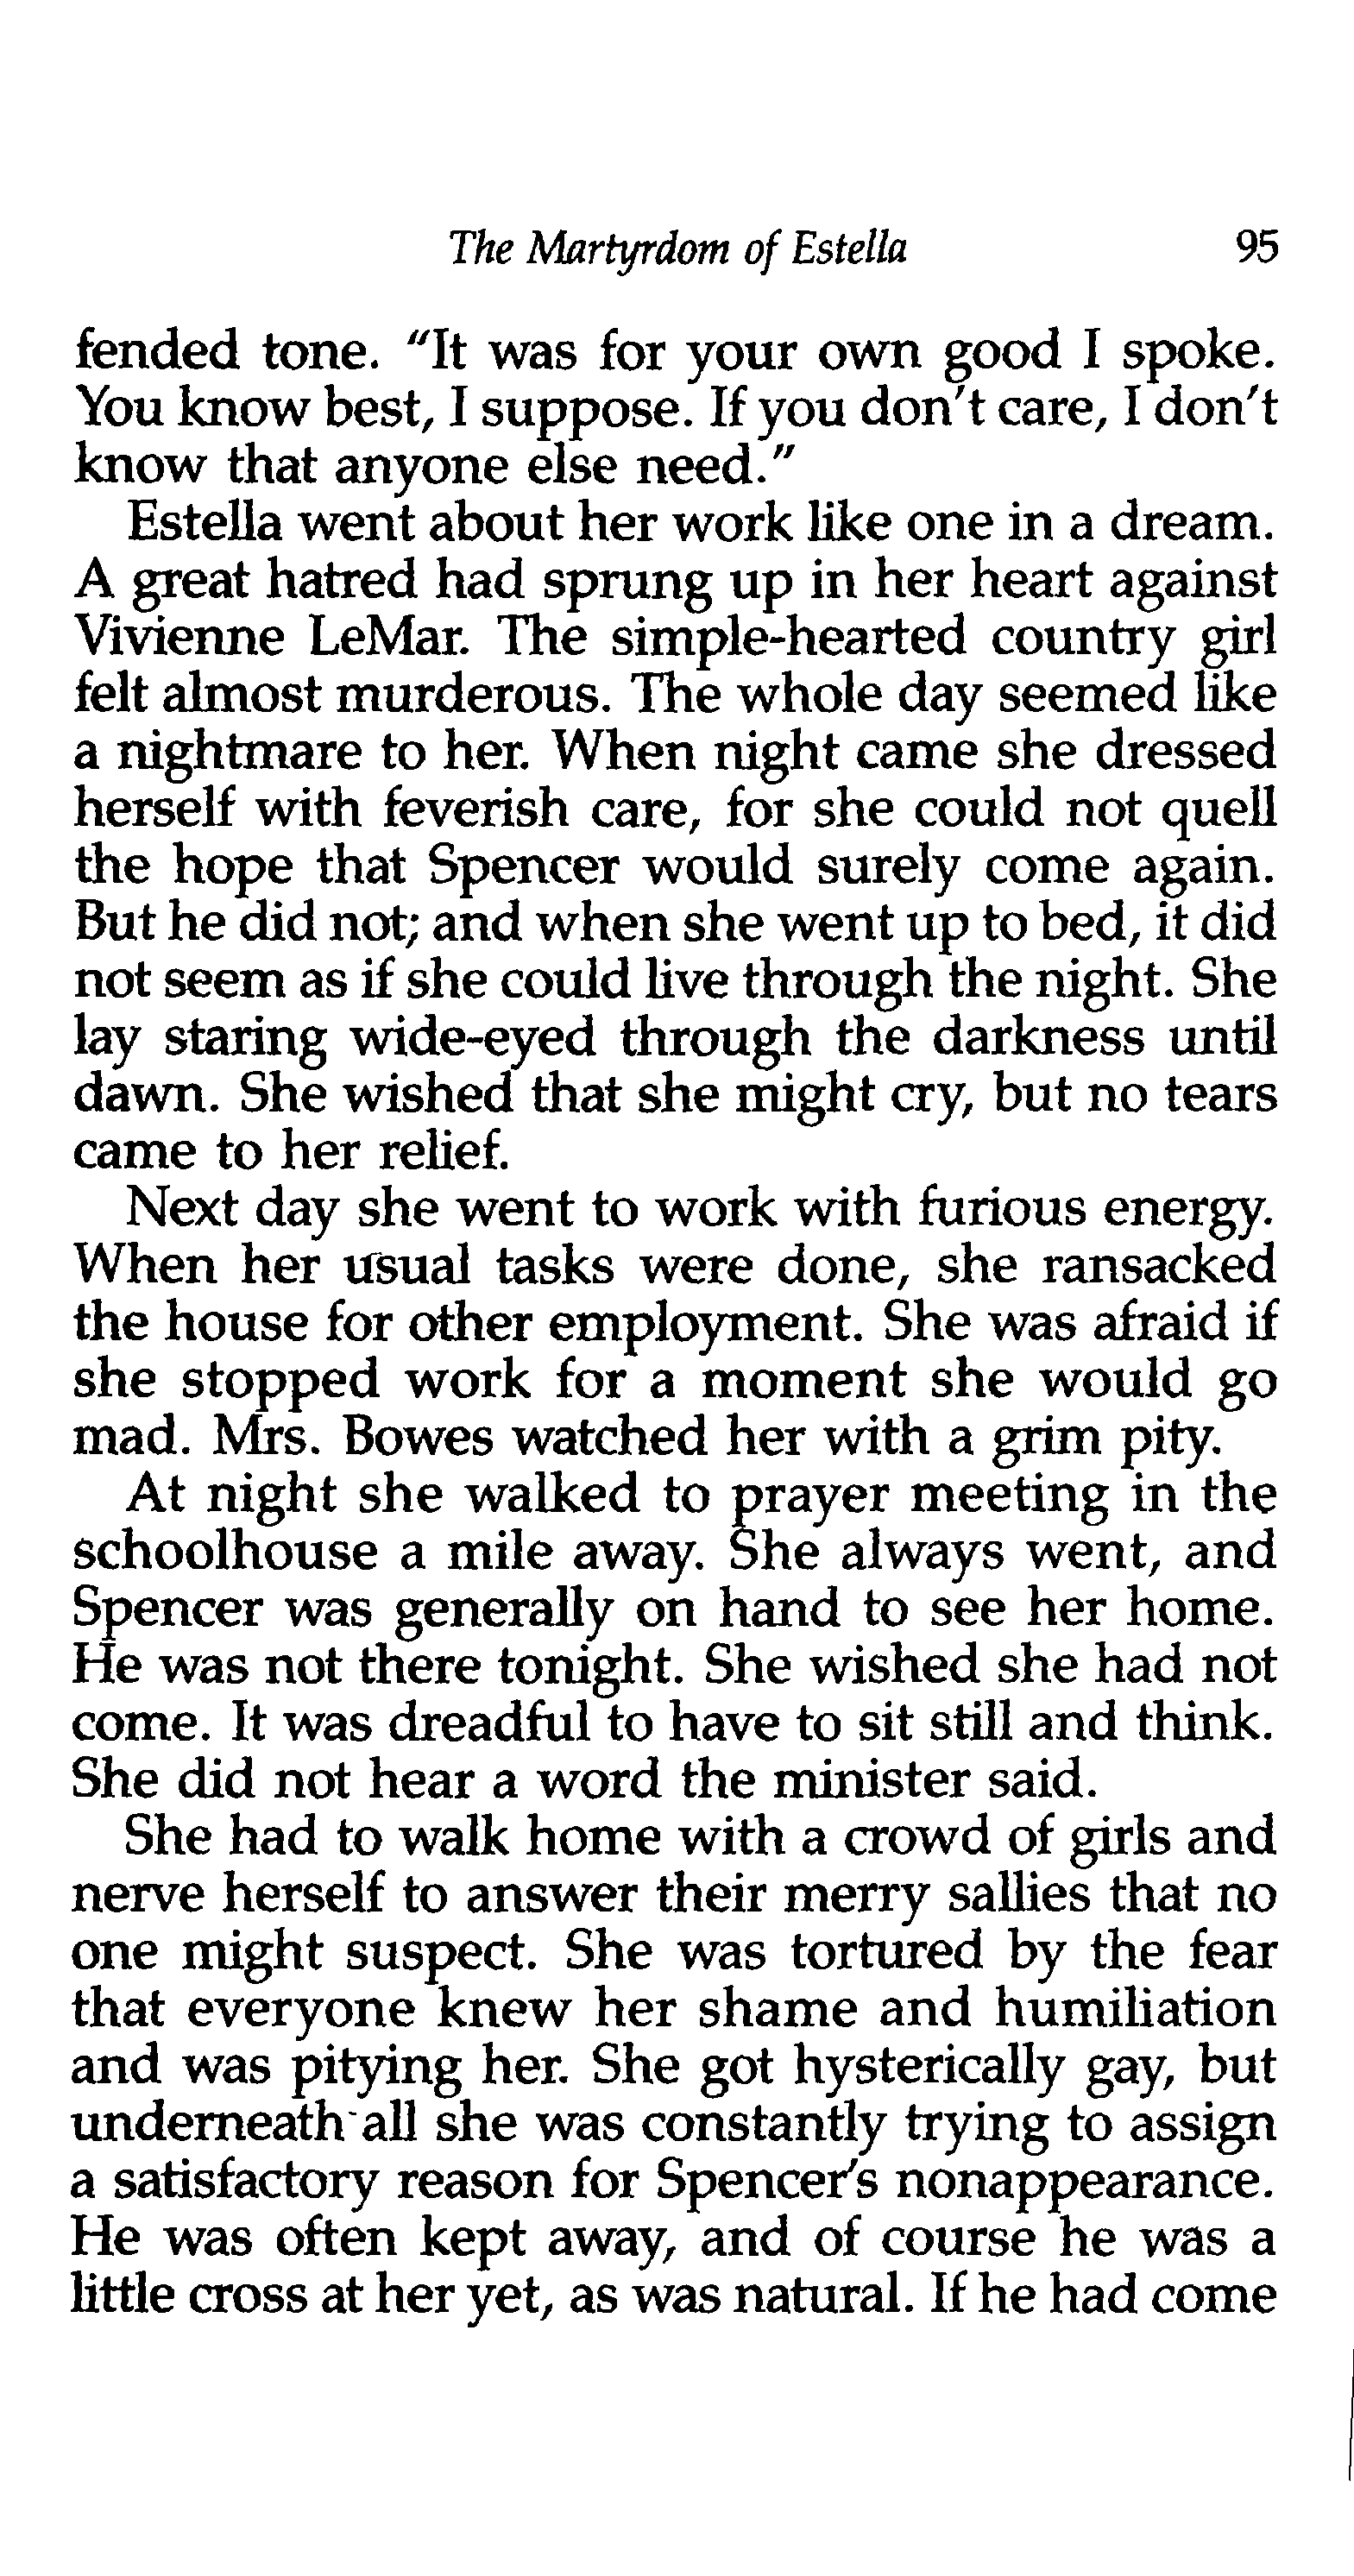 The Martyrdom of Estella 95
fended tone. "It was for your own good I spoke.
You know best, I suppose. If you don't care, I don't
know that anyone else need."
Estella went about her work like one in a dream.
A great hatred had sprung up in her heart against
Vivienne LeMar. The simple-hearted country girl
felt almost murderous. The whole day seemed like
a nightmare to her. When night came she dressed
herself with feverish care, for she could not quell
the hope that Spencer would surely come again.
But he did not; and when she went up to bed, it did
not seem as if she could live through the night. She
lay staring wide-eyed through the darkness until
dawn. She wished that she might cry, but no tears
came to her relief.
Next day she went to work with furious energy.
When her usual tasks were done, she ransacked
the house for other employment. She was afraid if
she stopped work for a moment she would go
mad. Mrs. Bowes watched her with a grim pity.
At night she walked to prayer meeting in the
schoolhouse a mile away. She always went, and
Spencer was generally on hand to see her home.
He was not there tonight. She wished she had not
come. It was dreadful to have to sit still and think.
She did not hear a word the minister said.
She had to walk home with a crowd of girls and
nerve herself to answer their merry sallies that no
one might suspect. She was tortured by the fear
that everyone knew her shame and humiliation
and was pitying her. She got hysterically gay, but
underneath all she was constantly trying to assign
a satisfactory reason for Spencer's nonappearance.
He was often kept away, and of course he was a
little cross at her yet, as was natural. If he had come